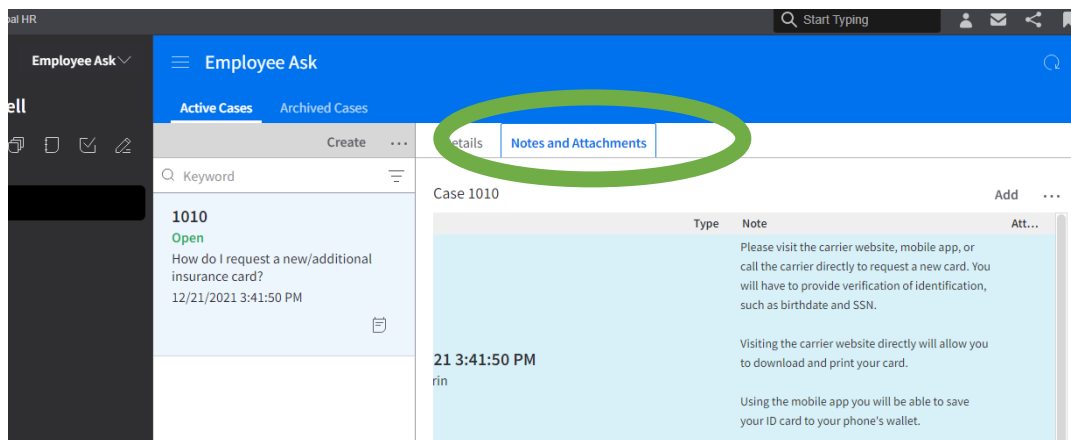 HR
Start Typing
Employee Ask
Employee Ask
Active Cases
Archived Cases
Create
Notes and Attachments
Keyword
Case 1010
Add
Type
Note
Att...
1010
Open
How do I request a new/additional
insurance card?
12/21/2021 3:41:50 PM
Please visit the carrier website, mobile app, or
call the carrier directly to request a new card. You
will have to provide verification of identification,
such as birthdate and SSN.
Visiting the carrier website directly will allow you
to download and print your card.
Using the mobile app you will be able to save
your ID card to your phone's wallet.
21 3:41:50 PM